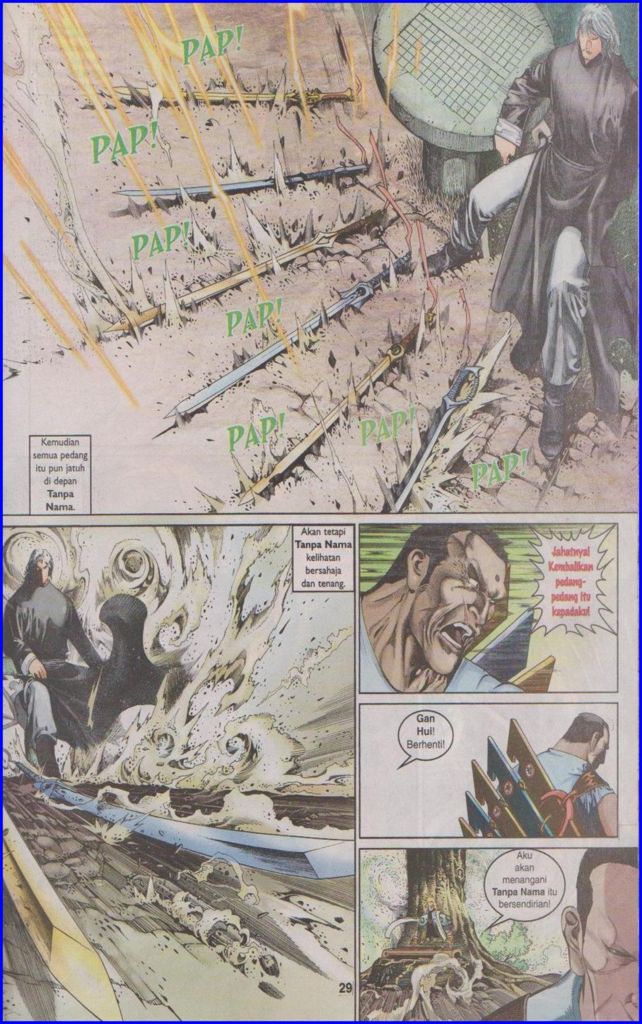 PAP!
PAP!
PAP!
PAP!
PAP!
PAP!
PAP!
Kemudian
semua pedang
itu pun jatuh
di depan
Tanpa
Nama.
Akan tetapi
Tanpa Nama
kelihatan
bersahaja
dan tenang.
Jahatnya!
Kembalikan
pedang-
pedang itu
kepadaku!
Gan
Hui!
Berhenti!
Aku
akan
menangani
Tanpa Nama itu
bersendirian!
29